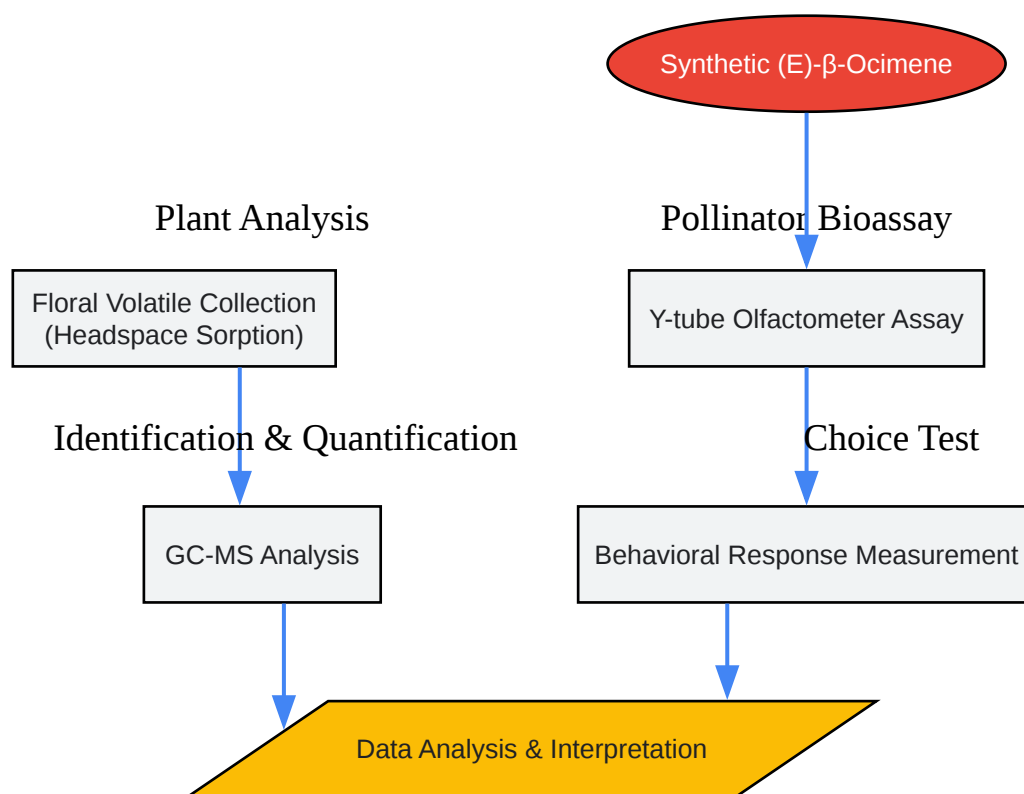 Synthetic (E)-β-Ocimene
Plant Analysis
Pollinator Bioassay
Floral Volatile Collection
(Headspace Sorption)
Y-tube Olfactometer Assay
Identification & Quantification
Choice Test
GC-MS Analysis
Behavioral Response Measurement
Data Analysis & Interpretation